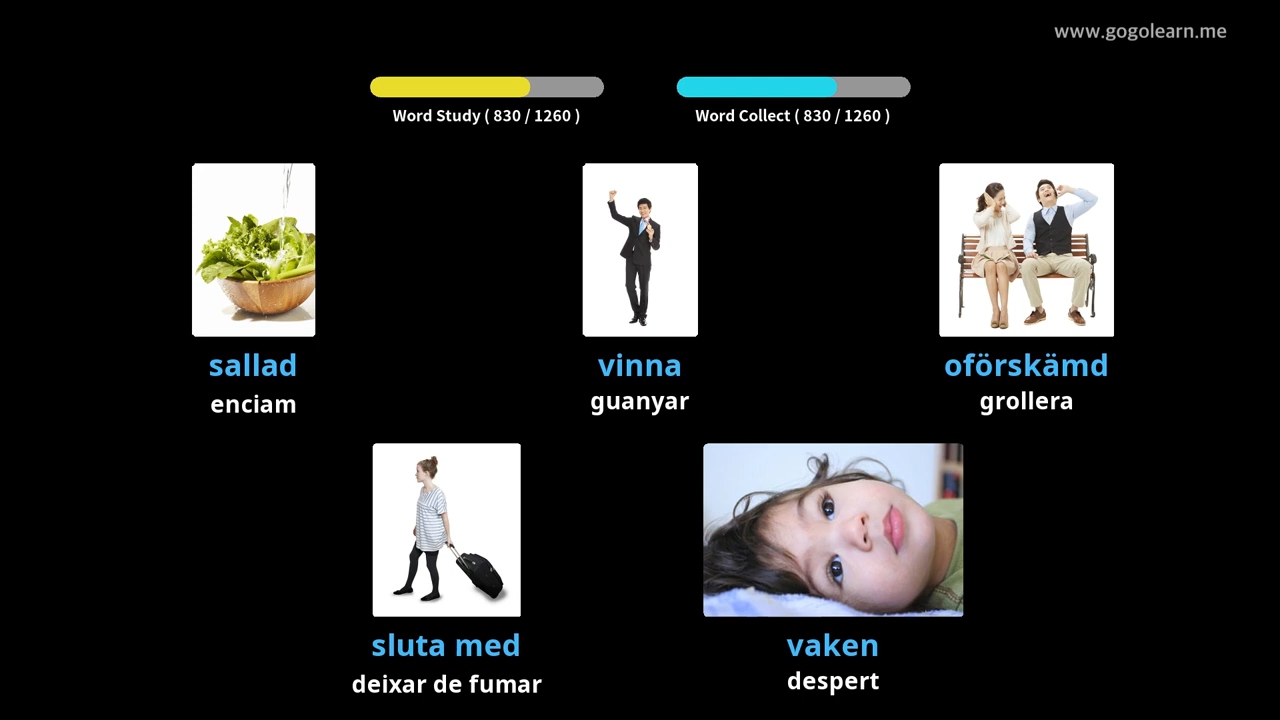 www.gogolearn.me
Word Study ( 830 / 1260 )
Word Collect ( 830 / 1260 )
sallad
enciam
vinna
guanyar
oförskämd
grollera
sluta med
deixar de fumar
vaken
despert